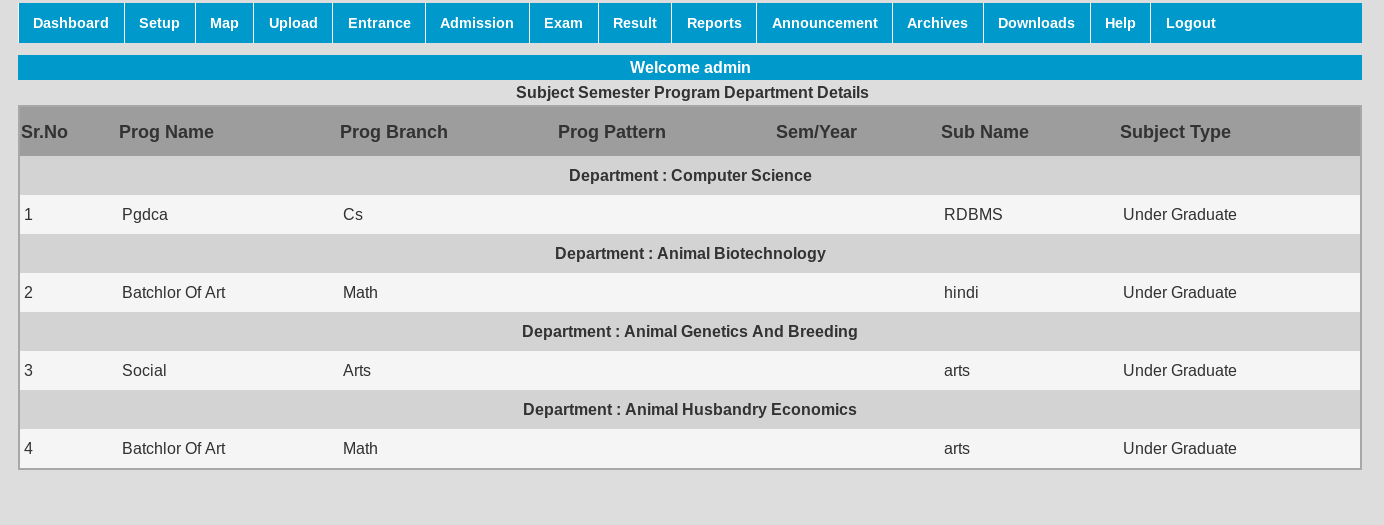 Dashboard Setup Map Upload Entrance Admission Exam Result Reports Announcement Archives Downloads Help Logout
Welcome admin
Subject Semester Program Department Details
Sr.No Prog Name Prog Branch Prog Pattern Sem/Year Sub Name Subject Type
Department : Computer Science
1 Pgdca Cs RDBMS Under Graduate
Department : Animal Biotechnology
2 Batchlor Of Art Math hindi Under Graduate
Department : Animal Genetics And Breeding
3 Social Arts arts Under Graduate
Department : Animal Husbandry Economics
4 Batchlor Of Art Math arts Under Graduate